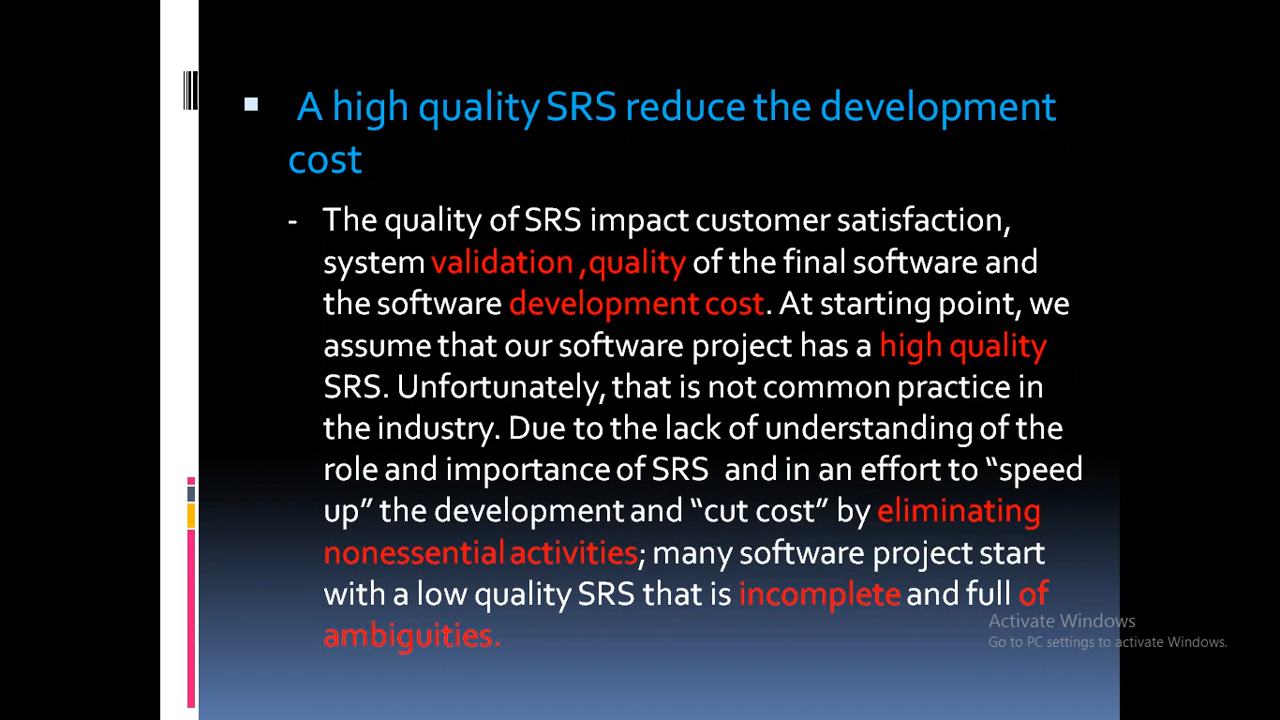 A high quality SRS reduce the development
cost
- The quality of SRS impact customer satisfaction,
system validation ,quality of the final software and
the software development cost. At starting point, we
assume that our software project has a high quality
SRS. Unfortunately, that is not common practice in
the industry. Due to the lack of understanding of the
role and importance of SRS and in an effort to “speed
up” the development and “cut cost” by eliminating
nonessential activities; many software project start
with a low quality SRS that is incomplete and full of
ambiguities.
Activate Windows
Go to PC settings to activate Windows.